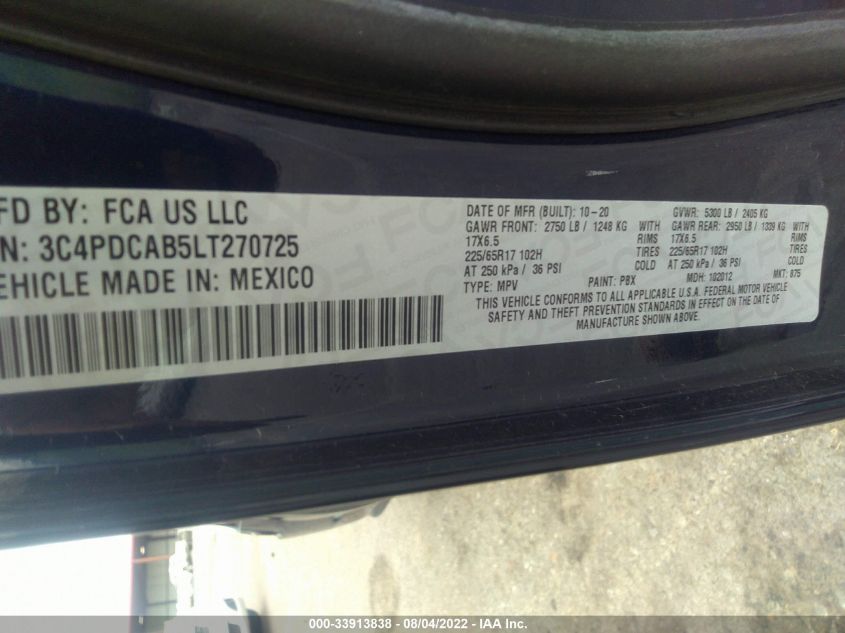 FD BY: FCA US LLC
N: 3C4PDCAB5LT270725
EHICLE MADE IN: MEXICO
DATE OF MFR (BUILT): 10-20 GVWR: 5300 LB / 2405 KG
GAWR FRONT: 2750 LB / 1248 KG WITH GAWR REAR: 2950 LB / 1339 KG WITH
17X6.5 RIMS 17X6.5 RIMS
225/65R17 102H TIRES 225/65R17 102H TIRES
AT 250 kPa / 36 PSI COLD AT 250 kPa / 36 PSI COLD
TYPE: MPV PAINT: PBX MDH: 102012 MKT: 875
THIS VEHICLE CONFORMS TO ALL APPLICABLE U.S.A. FEDERAL MOTOR VEHICLE
SAFETY AND THEFT PREVENTION STANDARDS IN EFFECT ON THE DATE OF
MANUFACTURE SHOWN ABOVE.
000-33913838 - 08/04/2022 - IAA Inc.